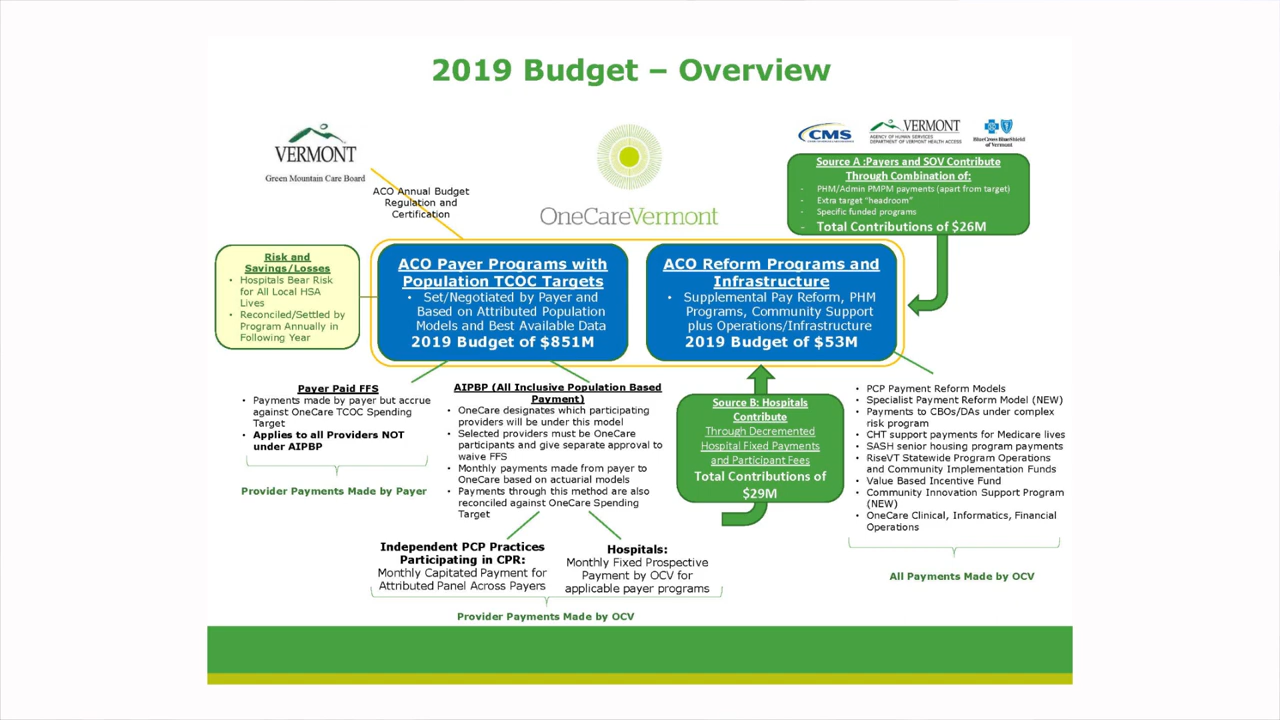 2019 Budget – Overview
VERMONT
Green Mountain Care Board
ACO Annual Budget
Regulation and
Certification
OneCareVermont
CMS
VERMONT
AGENCY OF HUMAN SERVICES
DEPARTMENT OF VERMONT HEALTH ACCESS
BlueCross BlueShield
of Vermont
Source A :Payers and SOV Contribute
Through Combination of:
- PHM/Admin PMPM payments (apart from target)
- Extra target “headroom”
- Specific funded programs
- Total Contributions of $26M
Risk and
Savings/Losses
• Hospitals Bear Risk
for All Local HSA
Lives
• Reconciled/Settled by
Program Annually in
Following Year
ACO Payer Programs with
Population TCOC Targets
• Set/Negotiated by Payer and
Based on Attributed Population
Models and Best Available Data
2019 Budget of $851M
ACO Reform Programs and
Infrastructure
• Supplemental Pay Reform, PHM
Programs, Community Support
plus Operations/Infrastructure
2019 Budget of $53M
Payer Paid FFS
• Payments made by payer but accrue
against OneCare TCOC Spending
Target
• Applies to all Providers NOT
under AIPBP
Provider Payments Made by Payer
AIPBP (All Inclusive Population Based
Payment)
• OneCare designates which participating
providers will be under this model
• Selected providers must be OneCare
participants and give separate approval to
waive FFS
• Monthly payments made from payer to
OneCare based on actuarial models
• Payments through this method are also
reconciled against OneCare Spending
Target
Source B: Hospitals
Contribute
Through Decremented
Hospital Fixed Payments
and Participant Fees
Total Contributions of
$29M
• PCP Payment Reform Models
• Specialist Payment Reform Model (NEW)
• Payments to CBOs/DAs under complex
risk program
• CHT support payments for Medicare lives
• SASH senior housing program payments
• RiseVT Statewide Program Operations
and Community Implementation Funds
• Value Based Incentive Fund
• Community Innovation Support Program
(NEW)
• OneCare Clinical, Informatics, Financial
Operations
All Payments Made by OCV
Independent PCP Practices
Participating in CPR:
Monthly Capitated Payment for
Attributed Panel Across Payers
Hospitals:
Monthly Fixed Prospective
Payment by OCV for
applicable payer programs
Provider Payments Made by OCV